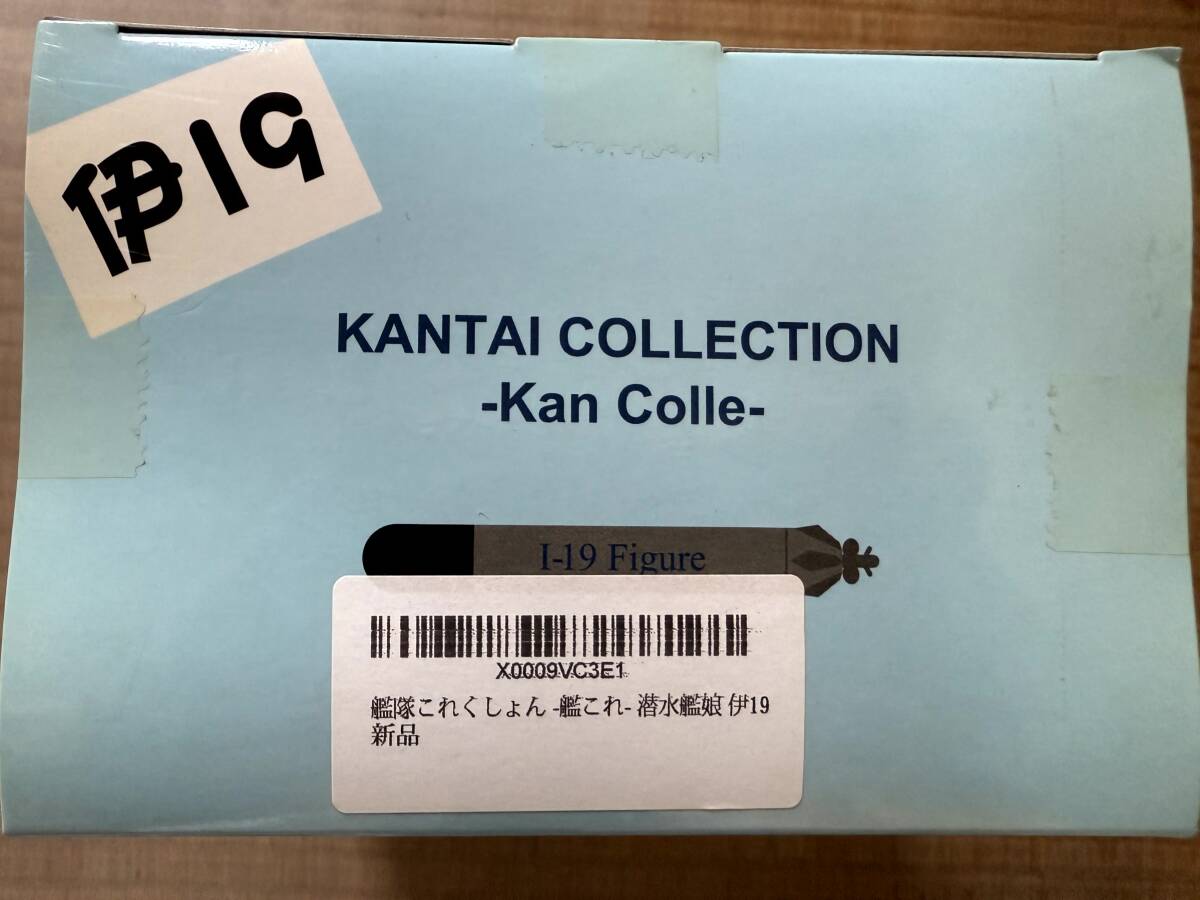 伊19
KANTAI COLLECTION
-Kan Colle-
I-19 Figure
X0009VC3E1
艦隊これくしょん -艦これ- 潜水艦娘 伊19
新品